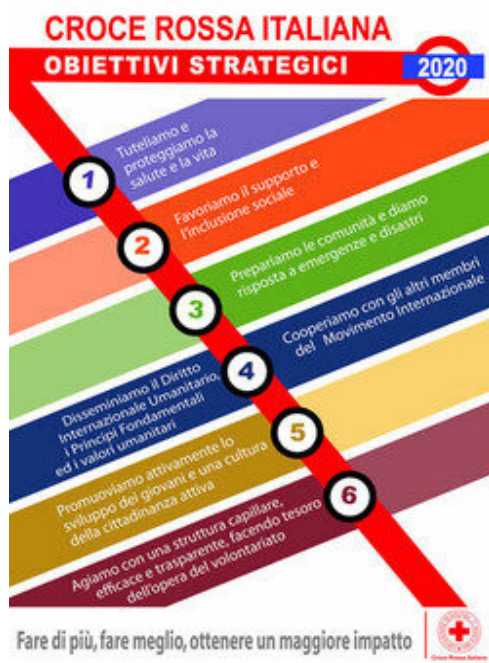 CROCE ROSSA ITALIANA
OBIETTIVI STRATEGICI
2020
1
Tuteliamo e
proteggiamo la
salute e la vita
2
Favoriamo il supporto e
l'inclusione sociale
3
Prepariamo le comunità e diamo
risposta a emergenze e disastri
4
Disseminiamo il Diritto
Internazionale Umanitario,
i Principi Fondamentali
ed i valori umanitari
Cooperiamo con gli altri membri
del Movimento Internazionale
5
Promuoviamo attivamente lo
sviluppo dei giovani e una cultura
della cittadinanza attiva
6
Agiamo con una struttura capillare,
efficace e trasparente, facendo tesoro
dell'opera del volontariato
Fare di più, fare meglio, ottenere un maggiore impatto
Croce Rossa Italiana